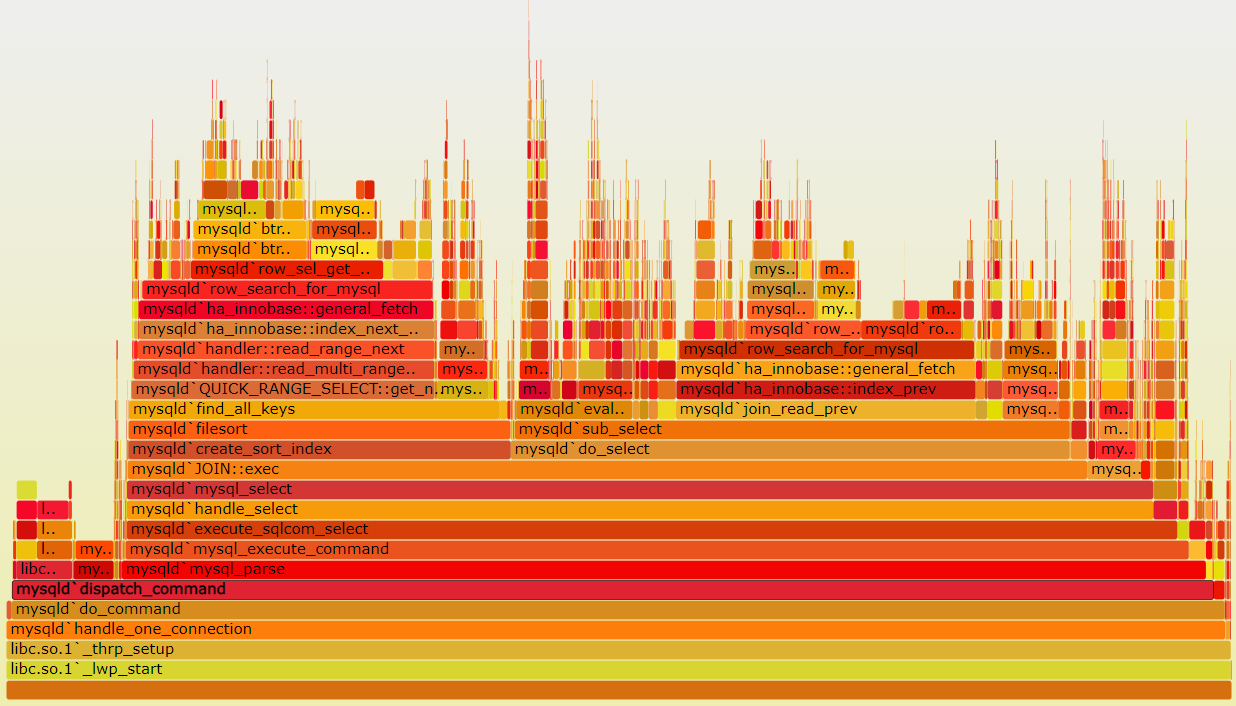 mysql.. mysq..
mysqld`btr.. mysql..
mysqld`btr.. mysql..
mysqld`row_sel_get_.. mys.. m..
mysqld`row_search_for_mysql mysql.. my..
mysqld`ha_innobase::general_fetch mysql.. my.. m..
mysqld`ha_innobase::index_next_.. mysqld`row_.. mysqld`ro..
mysqld`handler::read_range_next my.. mysqld`row_search_for_mysql mys..
mysqld`handler::read_multi_range.. mys.. m.. mysqld`ha_innobase::general_fetch mysq..
mysqld`QUICK_RANGE_SELECT::get_n.. mys.. m.. mysq.. mysqld`ha_innobase::index_prev mysq..
mysqld`find_all_keys mysqld`eval.. mysqld`join_read_prev mysq.. m..
mysqld`filesort mysqld`sub_select m..
mysqld`create_sort_index mysqld`do_select my..
mysqld`JOIN::exec mysq..
mysqld`mysql_select
l.. mysqld`handle_select
l.. mysqld`execute_sqlcom_select
l.. my.. mysqld`mysql_execute_command
libc.. my.. mysqld`mysql_parse
mysqld`dispatch_command
mysqld`do_command
mysqld`handle_one_connection
libc.so.1`_thrp_setup
libc.so.1`_lwp_start